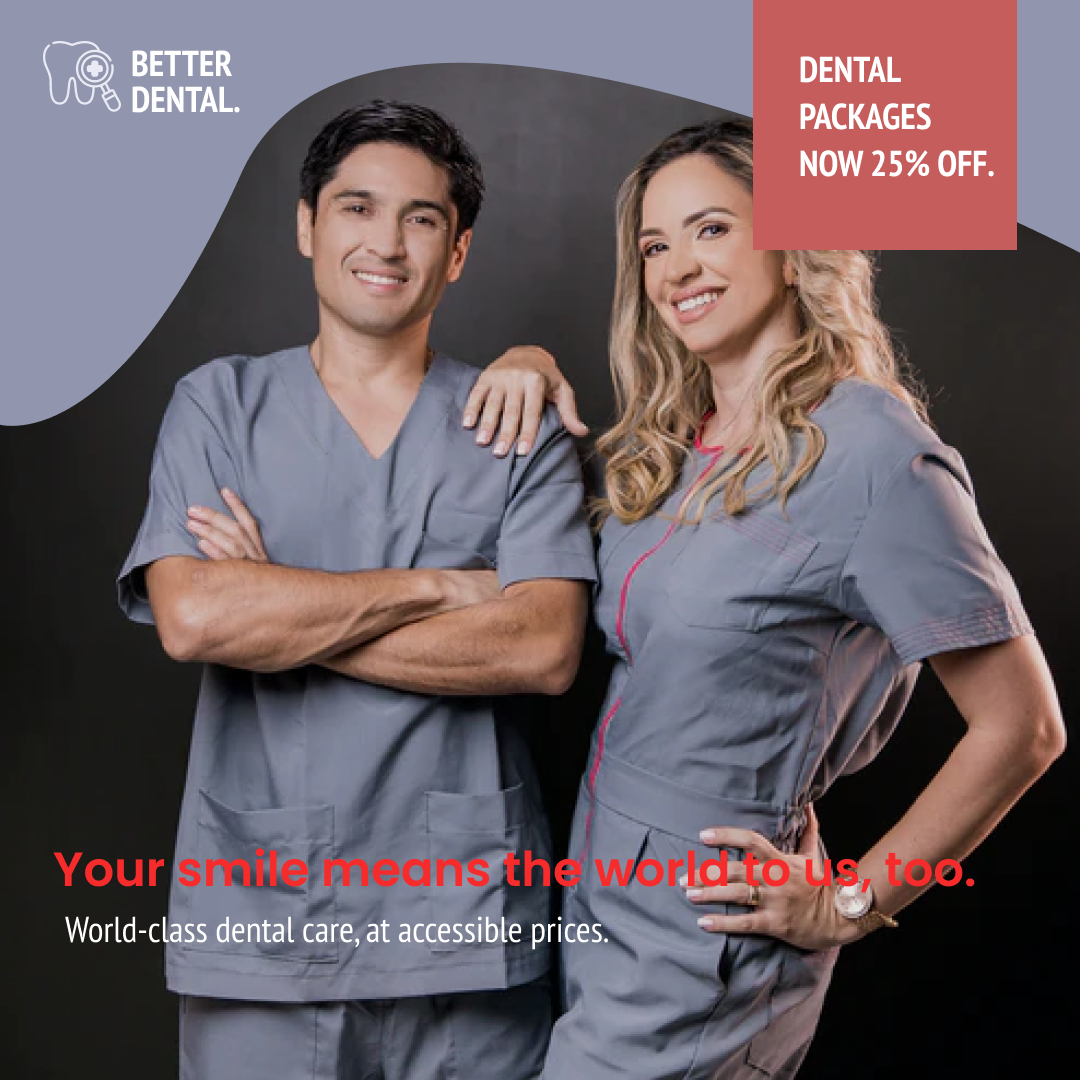 BETTER
DENTAL.
DENTAL
PACKAGES
NOW 25% OFF.
Your smile means the world to us, too.
World-class dental care, at accessible prices.